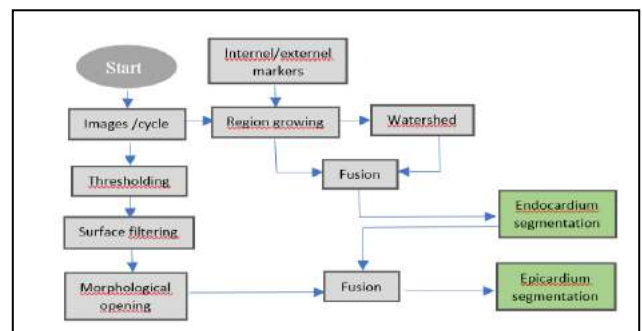 Start
Internel/externel
markers
Images /cycle
Region growing
Watershed
Thresholding
Fusion
Surface filtering
Endocardium
segmentation
Morphological
opening
Fusion
Epicardium
segmentation